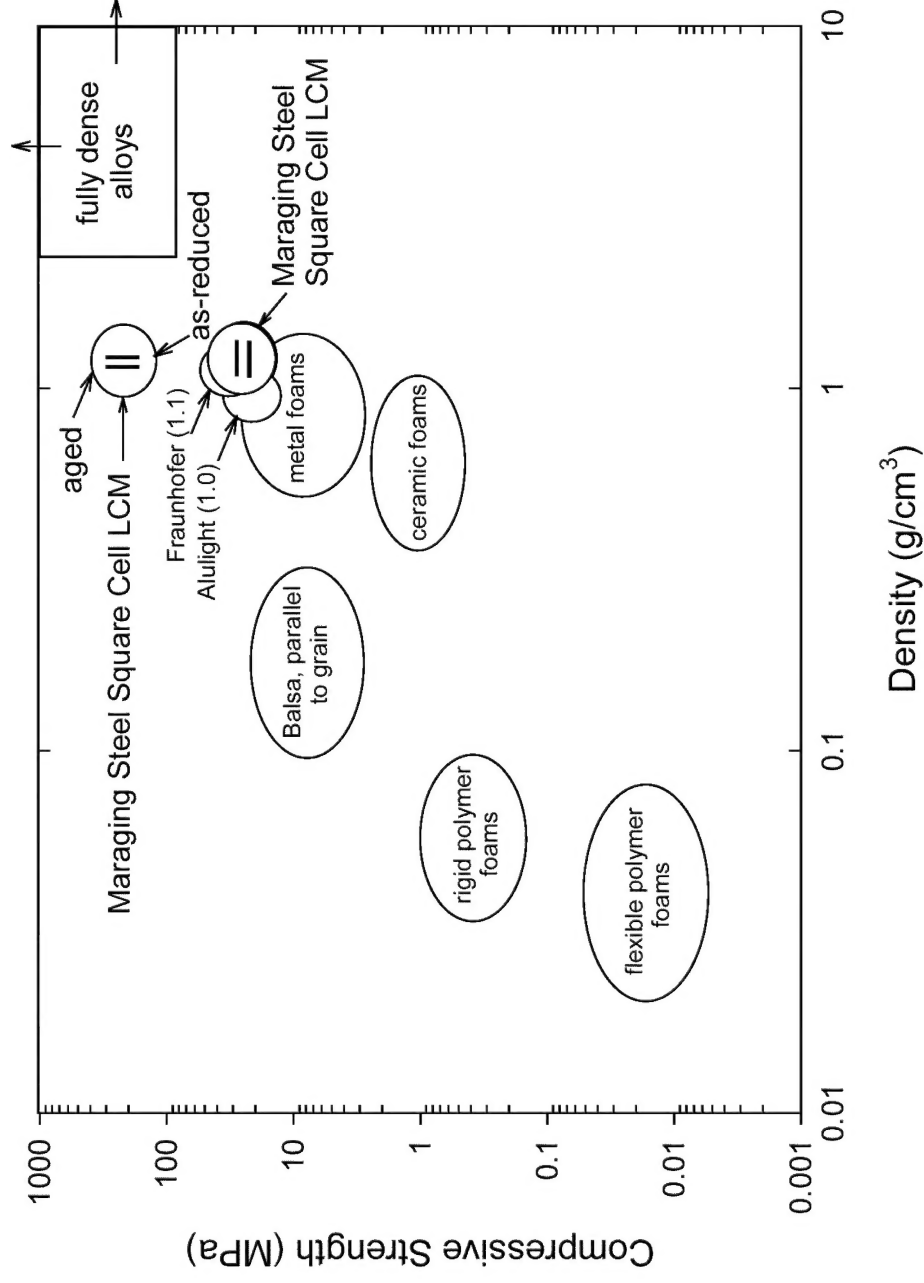 1000
100
10
1
0.1
0.01
0.001
Compressive Strength (MPa)
0.01
0.1
1
10
Density (g/cm³)
fully dense
alloys
aged
as-reduced
Maraging Steel Square Cell LCM
=
Fraunhofer (1.1)
Alulight (1.0)
=
Maraging Steel
Square Cell LCM
metal foams
ceramic foams
Balsa, parallel
to grain
rigid polymer
foams
flexible polymer
foams